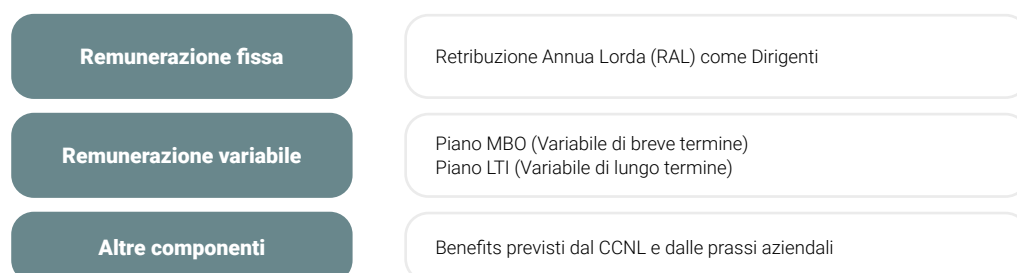 Remunerazione fissa
Retribuzione Annua Lorda (RAL) come Dirigenti
Remunerazione variabile
Piano MBO (Variabile di breve termine)
Piano LTI (Variabile di lungo termine)
Altre componenti
Benefits previsti dal CCNL e dalle prassi aziendali